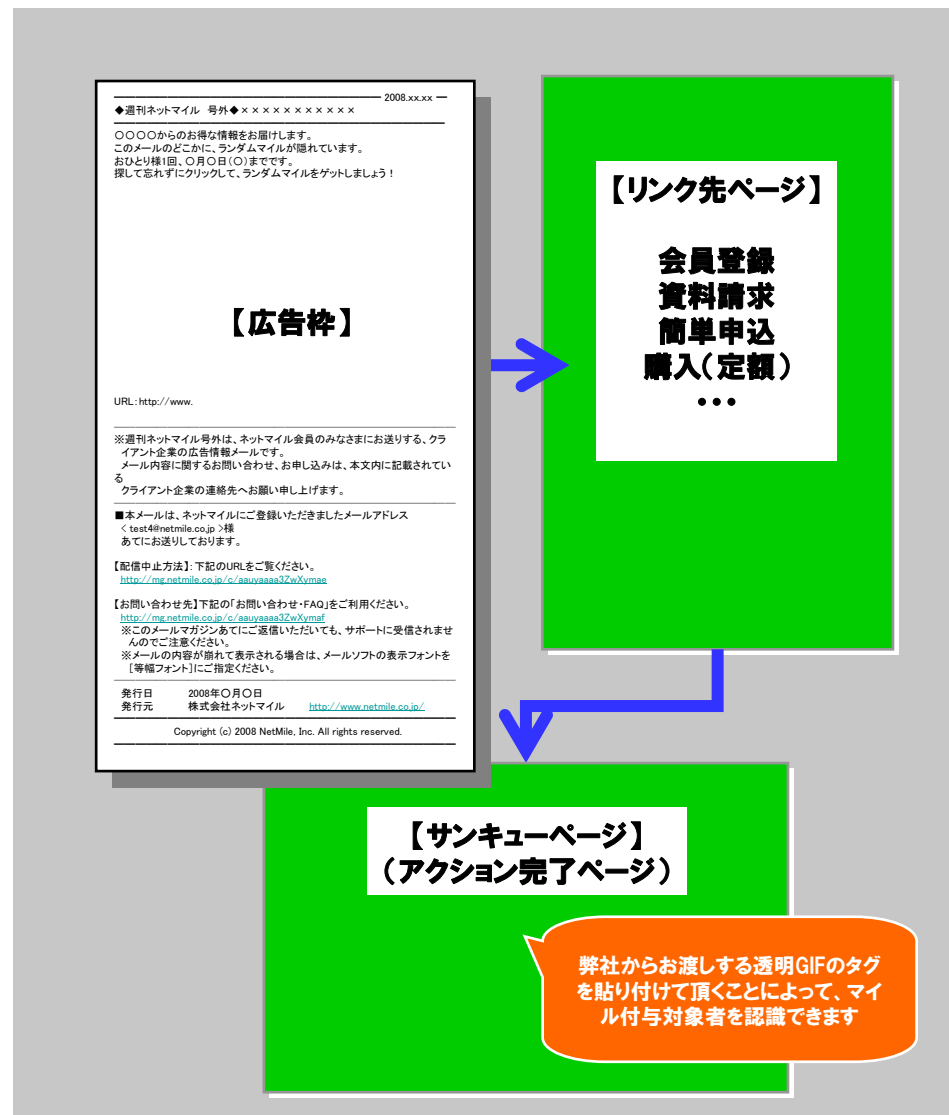 2008.xx.xx
◆週刊ネットマイル 号外◆××××××××××××
〇〇〇〇からのお得な情報をお届けします。
このメールのどこかに、ランダムマイルが隠れています。
おひとり様1回、〇月〇日(〇)までです。
探して忘れずにクリックして、ランダムマイルをゲットしましょう！
【広告枠】
URL：http://www.
※週刊ネットマイル号外は、ネットマイル会員のみなさまにお送りする、クラ
イアント企業の広告情報メールです。
メール内容に関するお問い合わせ、お申し込みは、本文内に記載されてい
る
クライアント企業の連絡先へお願い申し上げます。
■本メールは、ネットマイルにご登録いただきましたメールアドレス
< test4@netmile.co.jp >様
あてにお送りしております。
【配信中止方法】：下記のURLをご覧ください。
http://mg.netmile.co.jp/c/aauyaaaa3ZwXymae
【お問い合わせ先】下記の「お問い合わせ・FAQ」をご利用ください。
http://mg.netmile.co.jp/c/aauyaaaa3ZwXymaf
※このメールマガジンあてにご返信いただいても、サポートに受信されませ
んのでご注意ください。
※メールの内容が崩れて表示される場合は、メールソフトの表示フォントを
[等幅フォント]にご指定ください。
発行日 2008年〇月〇日
発行元 株式会社ネットマイル http://www.netmile.co.jp/
Copyright (c) 2008 NetMile, Inc. All rights reserved.
【リンク先ページ】
会員登録
資料請求
簡単申込
購入(定額)
・・・
【サンキューページ】
(アクション完了ページ)
弊社からお渡しする透明GIFのタグ
を貼り付けて頂くことによって、マイ
ル付与対象者を認識できます